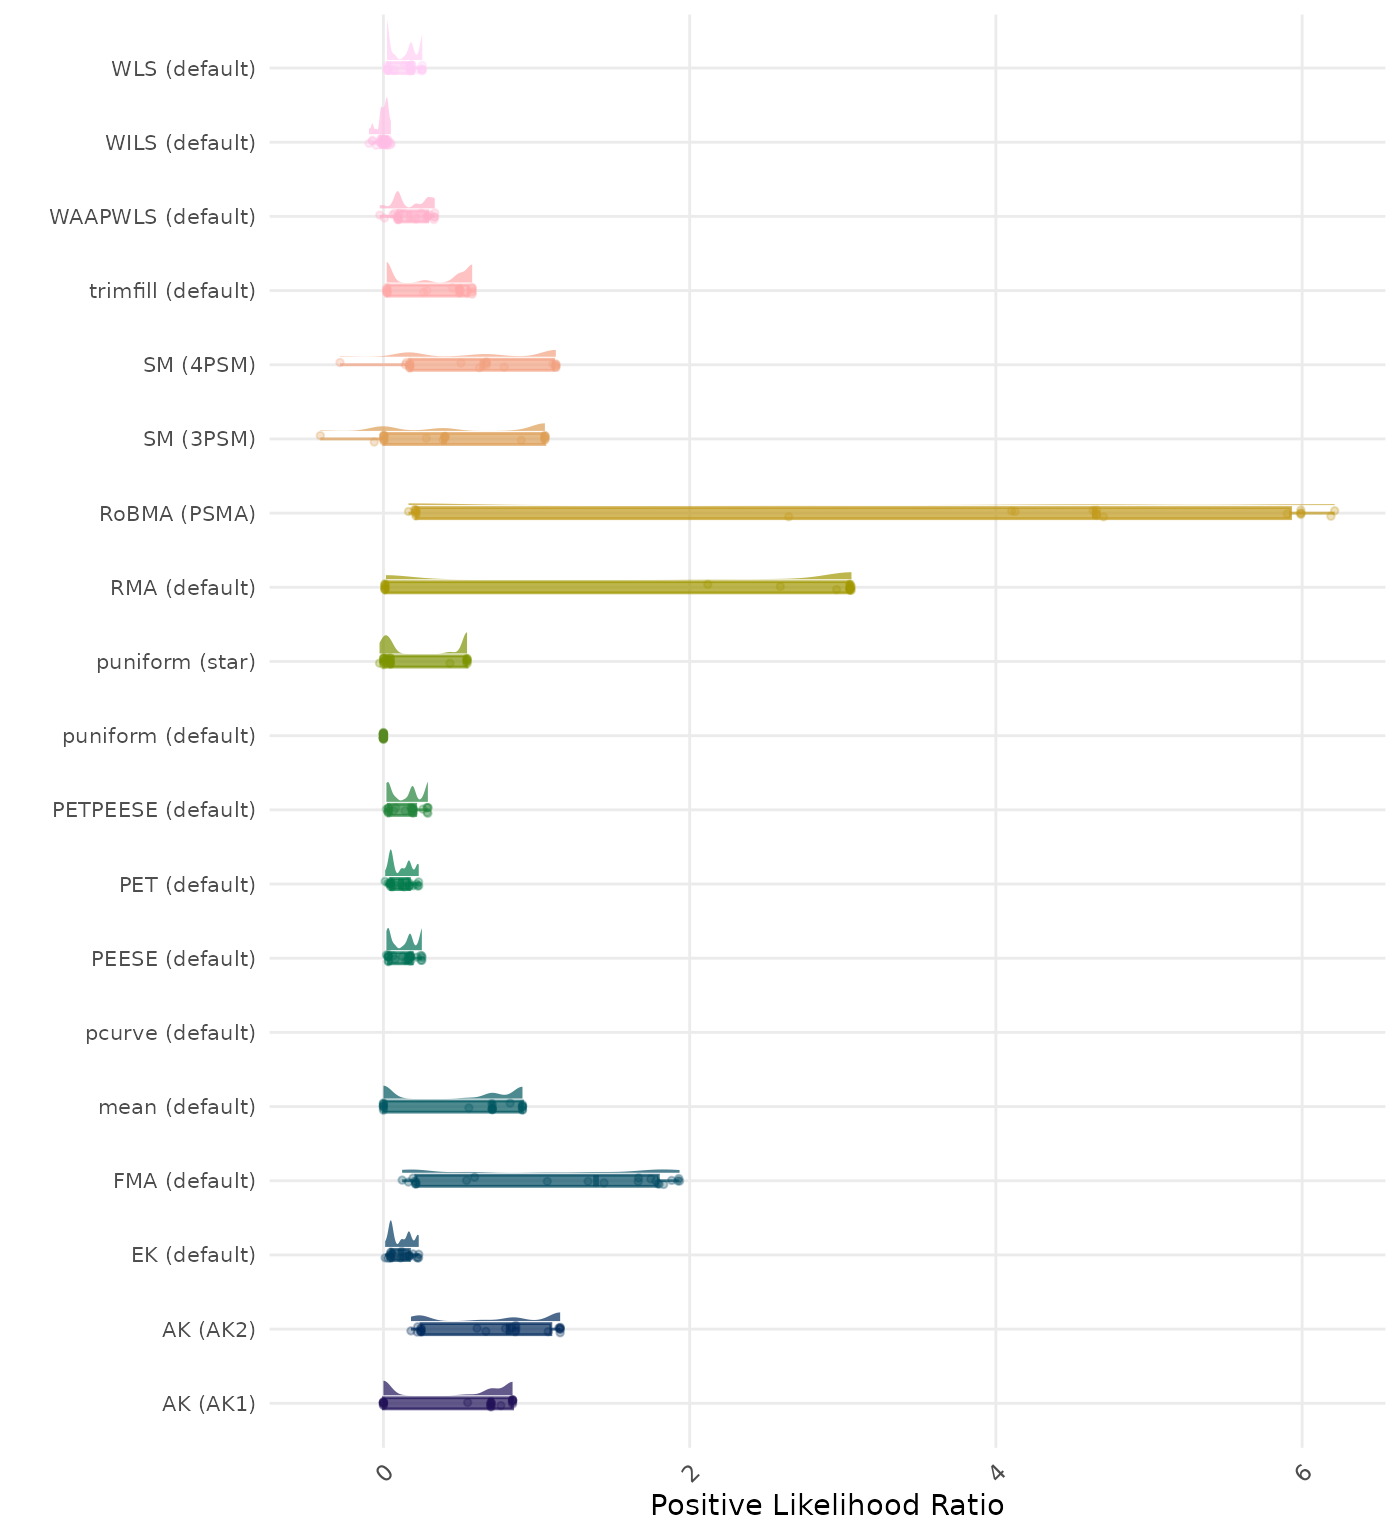 WLS (default)
WILS (default)
WAAPWLS (default)
trimfill (default)
SM (4PSM)
SM (3PSM)
RoBMA (PSMA)
RMA (default)
puniform (star)
puniform (default)
PETPEESE (default)
PET (default)
PEESE (default)
pcurve (default)
mean (default)
FMA (default)
EK (default)
AK (AK2)
AK (AK1)
0 2 4 6
Positive Likelihood Ratio